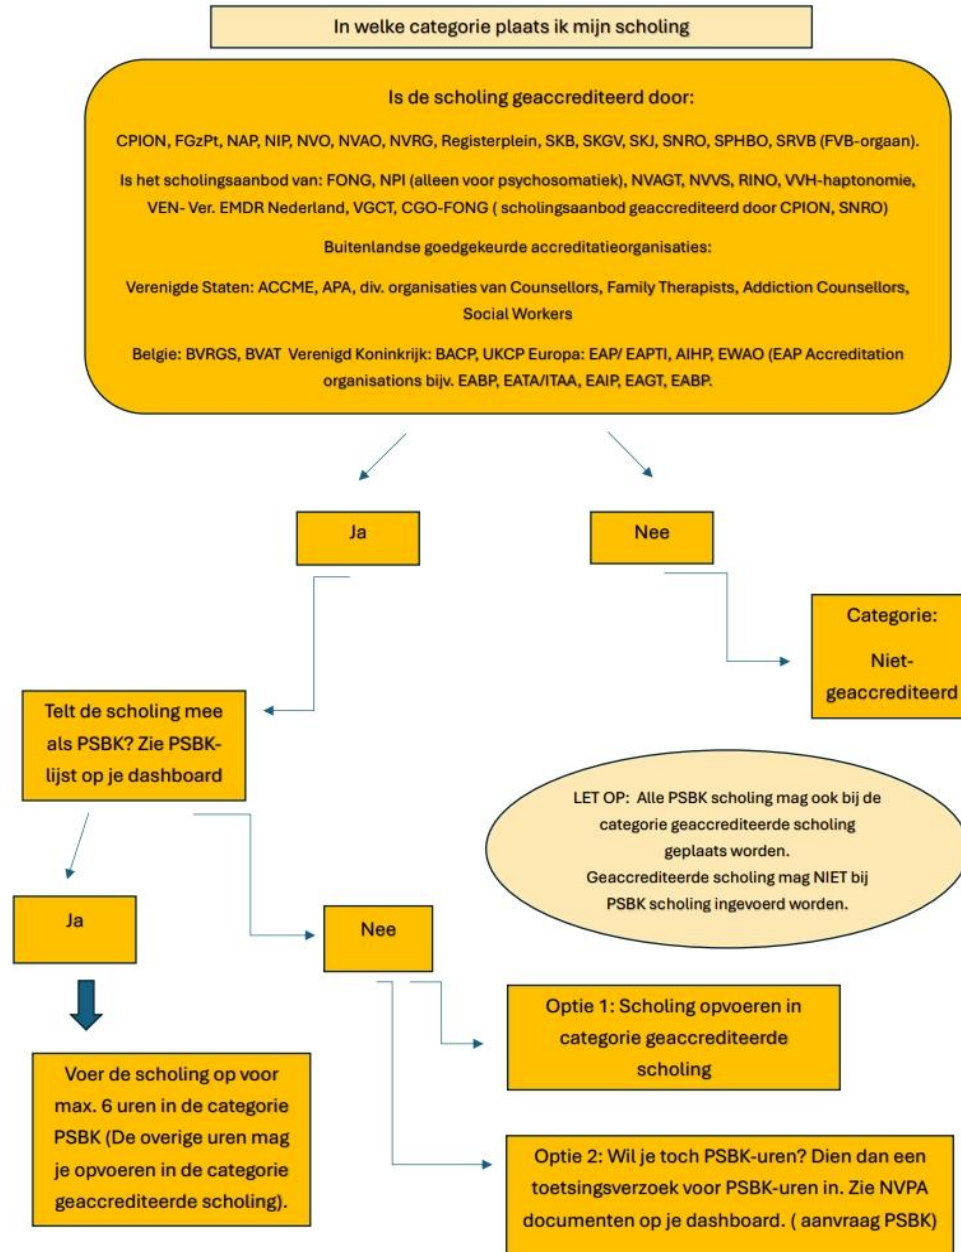 In welke categorie plaats ik mijn scholing
Is de scholing geaccrediteerd door:
CPION, FGzPt, NAP, NIP, NVO, NVAO, NVRG, Registerplein, SKB, SKGV, SKJ, SNRO, SPHBO, SRVB (FVB-orgaan).
Is het scholingsaanbod van: FONG, NPI (alleen voor psychosomatiek), NVAGT, NVVS, RINO, VVH-haptonomie,
VEN- Ver. EMDR Nederland, VGCT, CGO-FONG ( scholingsaanbod geaccrediteerd door CPION, SNRO)
Buitenlandse goedgekeurde accreditatieorganisaties:
Verenigde Staten: ACCME, APA, div. organisaties van Counsellors, Family Therapists, Addiction Counsellors,
Social Workers
Belgie: BVRGS, BVAT Verenigd Koninkrijk: BACP, UKCP Europa: EAP/ EAPTI, AIHP, EWAO (EAP Accreditation
organisations bijv. EABP, EATA/ITAA, EAIP, EAGT, EABP.
Ja
Nee
Categorie:
Niet-
geaccrediteerd
Telt de scholing mee
als PSBK? Zie PSBK-
lijst op je dashboard
LET OP: Alle PSBK scholing mag ook bij de
categorie geaccrediteerde scholing
geplaats worden.
Geaccrediteerde scholing mag NIET bij
PSBK scholing ingevoerd worden.
Ja
Nee
Optie 1: Scholing opvoeren in
categorie geaccrediteerde
scholing
Voer de scholing op voor
max. 6 uren in de categorie
PSBK (De overige uren mag
je opvoeren in de categorie
geaccrediteerde scholing).
Optie 2: Wil je toch PSBK-uren? Dien dan een
toetsingsverzoek voor PSBK-uren in. Zie NVPA
documenten op je dashboard. ( aanvraag PSBK)